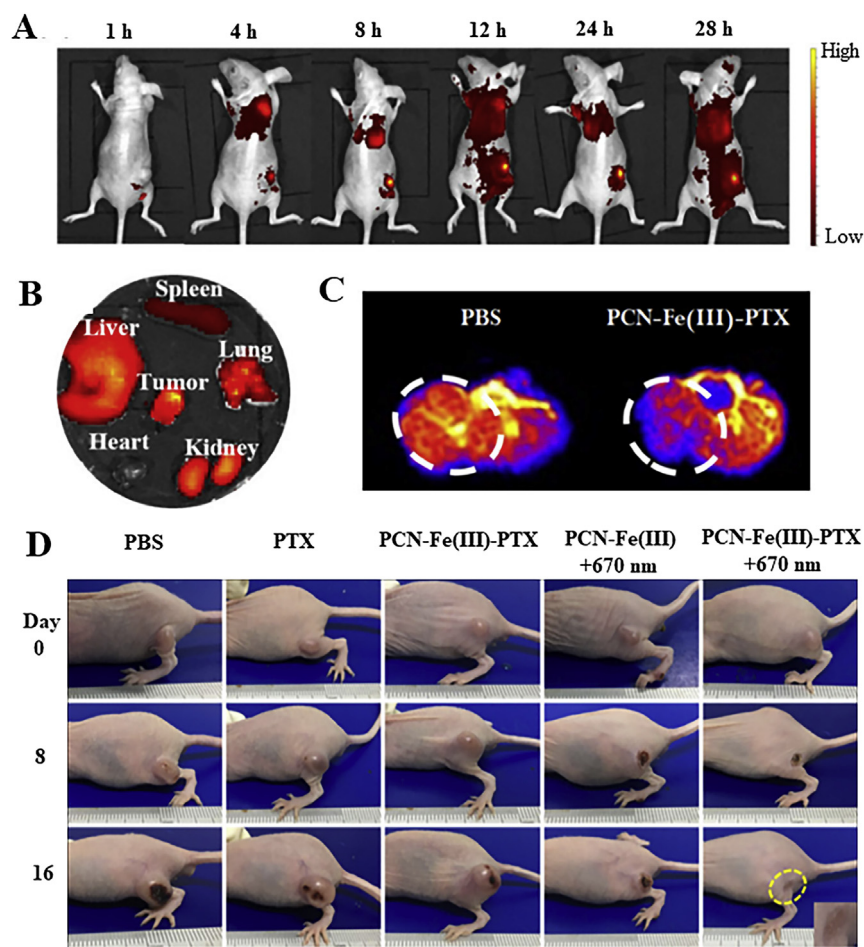 A
1 h 4 h 8 h 12 h 24 h 28 h
High
Low
B
Spleen
Liver
Lung
Tumor
Heart
Kidney
C
PBS PCN-Fe(III)-PTX
D
PBS PTX PCN-Fe(III)-PTX PCN-Fe(III) PCN-Fe(III)-PTX
+670 nm +670 nm
Day
0
8
16